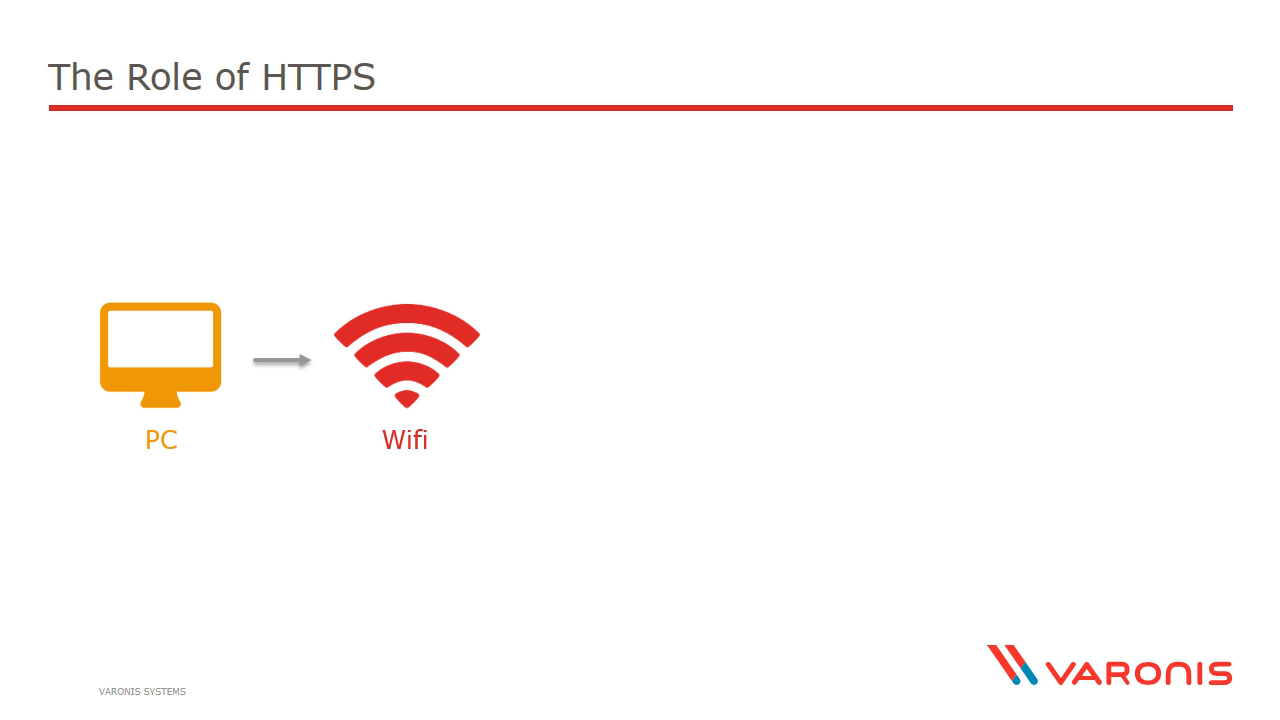 The Role of HTTPS
PC
Wifi
VARONIS
VARONIS SYSTEMS